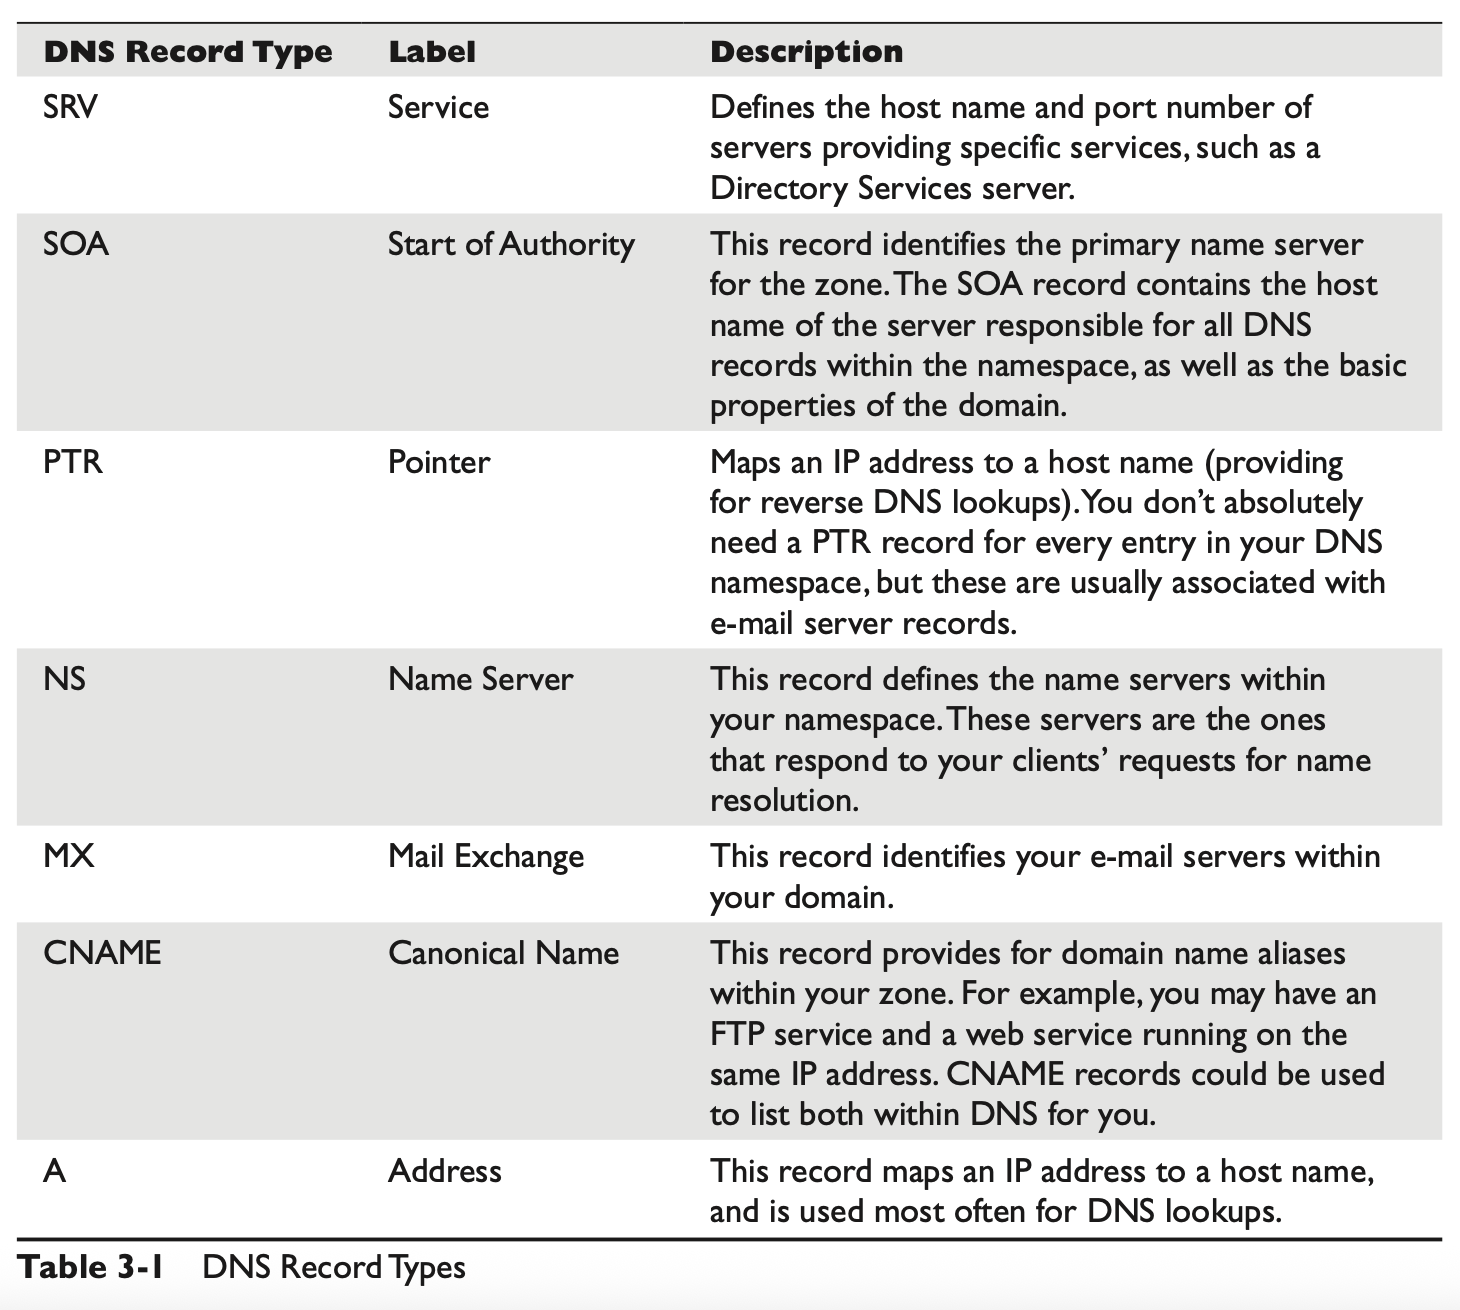 DNS Record Type Label Description
SRV Service Defines the host name and port number of
servers providing specific services, such as a
Directory Services server.
SOA Start of Authority This record identifies the primary name server
for the zone. The SOA record contains the host
name of the server responsible for all DNS
records within the namespace, as well as the basic
properties of the domain.
PTR Pointer Maps an IP address to a host name (providing
for reverse DNS lookups). You don’t absolutely
need a PTR record for every entry in your DNS
namespace, but these are usually associated with
e-mail server records.
NS Name Server This record defines the name servers within
your namespace. These servers are the ones
that respond to your clients’ requests for name
resolution.
MX Mail Exchange This record identifies your e-mail servers within
your domain.
CNAME Canonical Name This record provides for domain name aliases
within your zone. For example, you may have an
FTP service and a web service running on the
same IP address. CNAME records could be used
to list both within DNS for you.
A Address This record maps an IP address to a host name,
and is used most often for DNS lookups.
Table 3-1 DNS Record Types